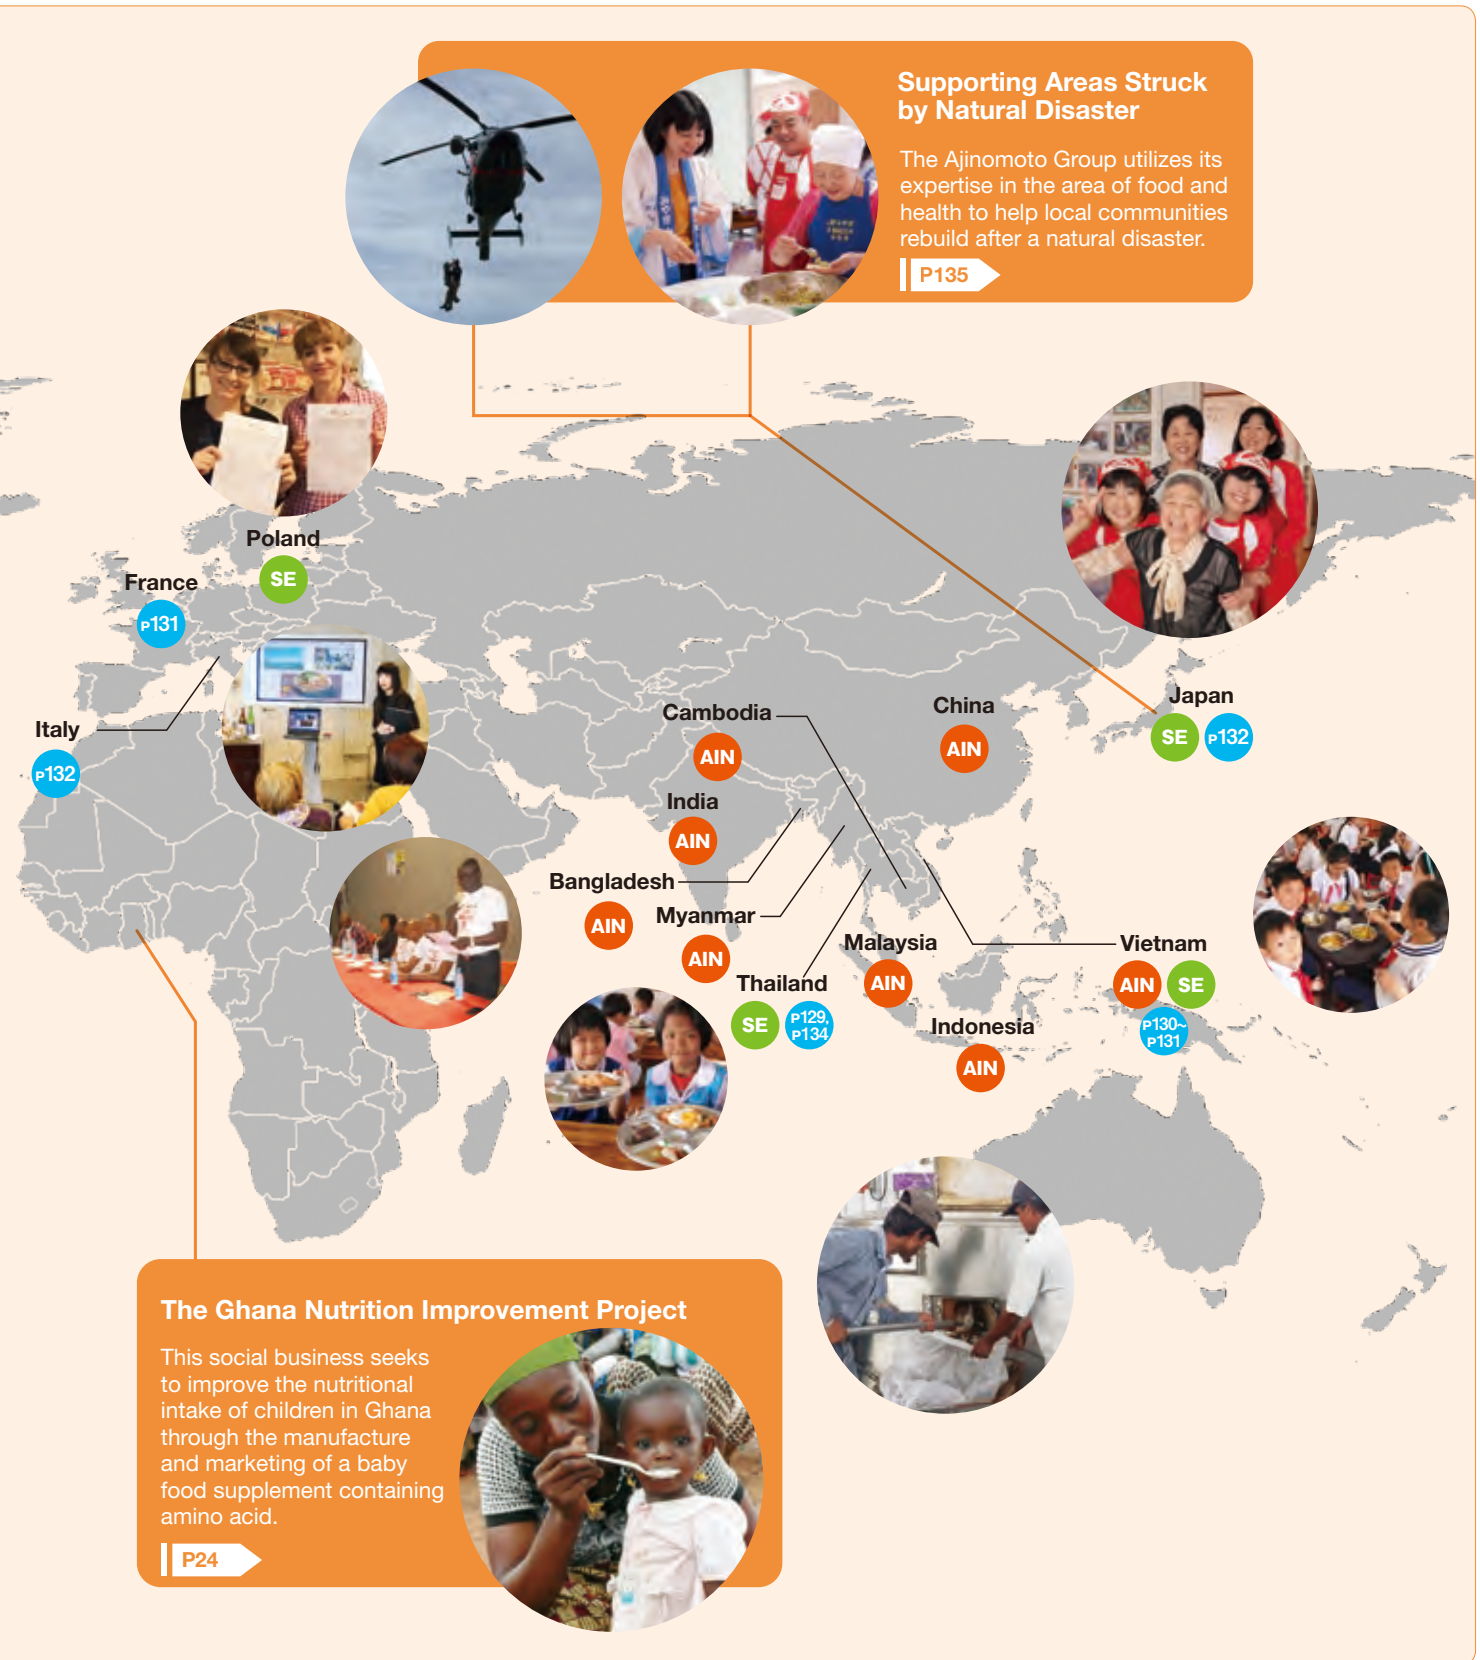 Supporting Areas Struck
by Natural Disaster
The Ajinomoto Group utilizes its
expertise in the area of food and
health to help local communities
rebuild after a natural disaster.
P135
Poland
SE
France
P131
Italy
P132
Cambodia
AIN
China
AIN
Japan
SE P132
India
AIN
Bangladesh
AIN
Myanmar
AIN
Thailand
SE P129,
P134
Malaysia
AIN
Indonesia
AIN
Vietnam
AIN SE
P130~
P131
The Ghana Nutrition Improvement Project
This social business seeks
to improve the nutritional
intake of children in Ghana
through the manufacture
and marketing of a baby
food supplement containing
amino acid.
P24